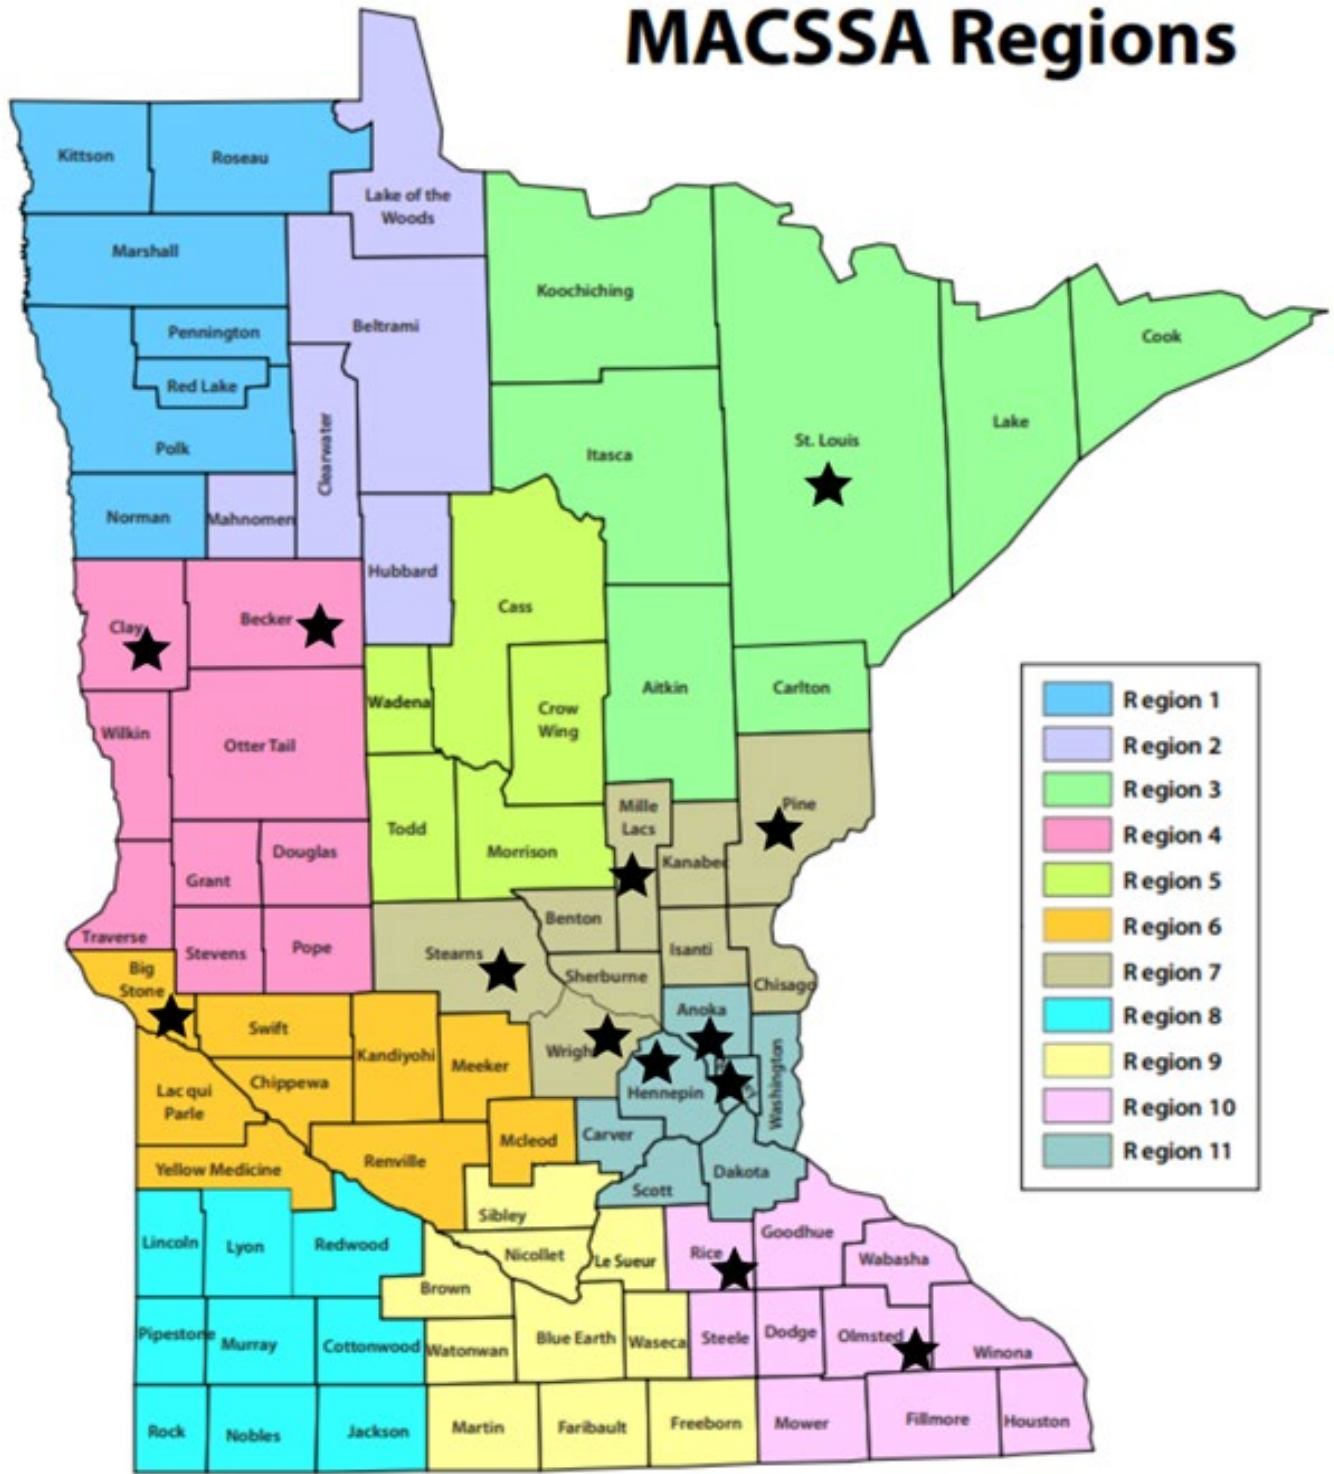 MACSSA Regions
Kittson
Roseau
Lake of the
Woods
Marshall
Koochiching
Beltrami
Cook
Pennington
Red Lake
Lake
St. Louis
Polk
Itasca
Clearwater
Norman
Mahnomen
Hubbard
Cass
Clay
Becker
Aitkin
Carlton
Wadena
Crow
Wing
Wilkin
Otter Tail
Mille
Lacs
Pine
Todd
Morrison
Douglas
Grant
Kanabec
Benton
Traverse
Stevens
Pope
Stearns
Isanti
Big
Stone
Sherburne
Chisago
Anoka
Swift
Kandiyohi
Wright
Meeker
Washington
Chippewa
Hennepin
Lac qui
Parle
Mcleod
Carver
Yellow Medicine
Renville
Dakota
Scott
Sibley
Lincoln
Lyon
Redwood
Nicollet
Le Sueur
Rice
Goodhue
Wabasha
Brown
Pipestone
Murray
Cottonwood
Watonwan
Blue Earth
Waseca
Steele
Dodge
Olmsted
Winona
Rock
Nobles
Jackson
Martin
Faribault
Freeborn
Mower
Fillmore
Houston
Region 1
Region 2
Region 3
Region 4
Region 5
Region 6
Region 7
Region 8
Region 9
Region 10
Region 11